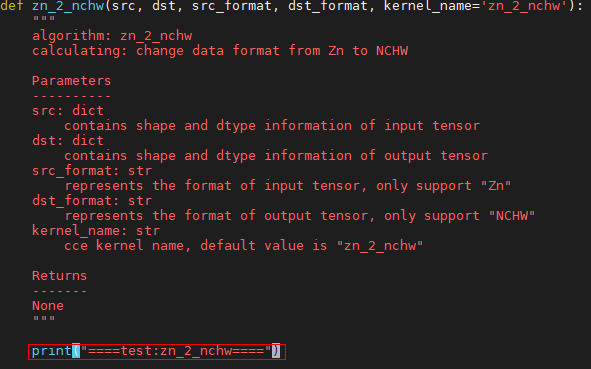 def zn_2_nchw(src, dst, src_format, dst_format, kernel_name='zn_2_nchw'):
    """
    algorithm: zn_2_nchw
    calculating: change data format from Zn to NCHW

    Parameters
    ----------
    src: dict
        contains shape and dtype information of input tensor
    dst: dict
        contains shape and dtype information of output tensor
    src_format: str
        represents the format of input tensor, only support "Zn"
    dst_format: str
        represents the format of output tensor, only support "NCHW"
    kernel_name: str
        cce kernel name, default value is "zn_2_nchw"

    Returns
    -------
    None
    """

    print("====test:zn_2_nchw====")